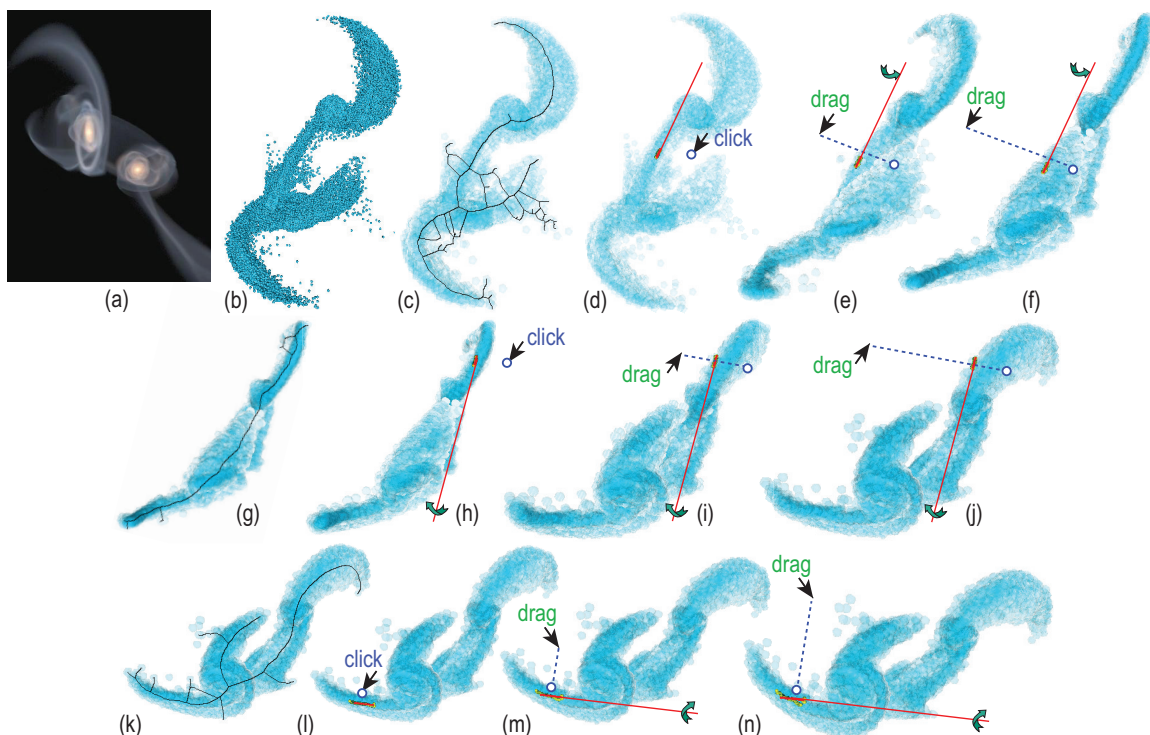 click
drag
drag
(a)
(b)
(c)
(d)
(e)
(f)
click
drag
drag
(g)
(h)
(i)
(j)
drag
drag
click
(k)
(l)
(m)
(n)